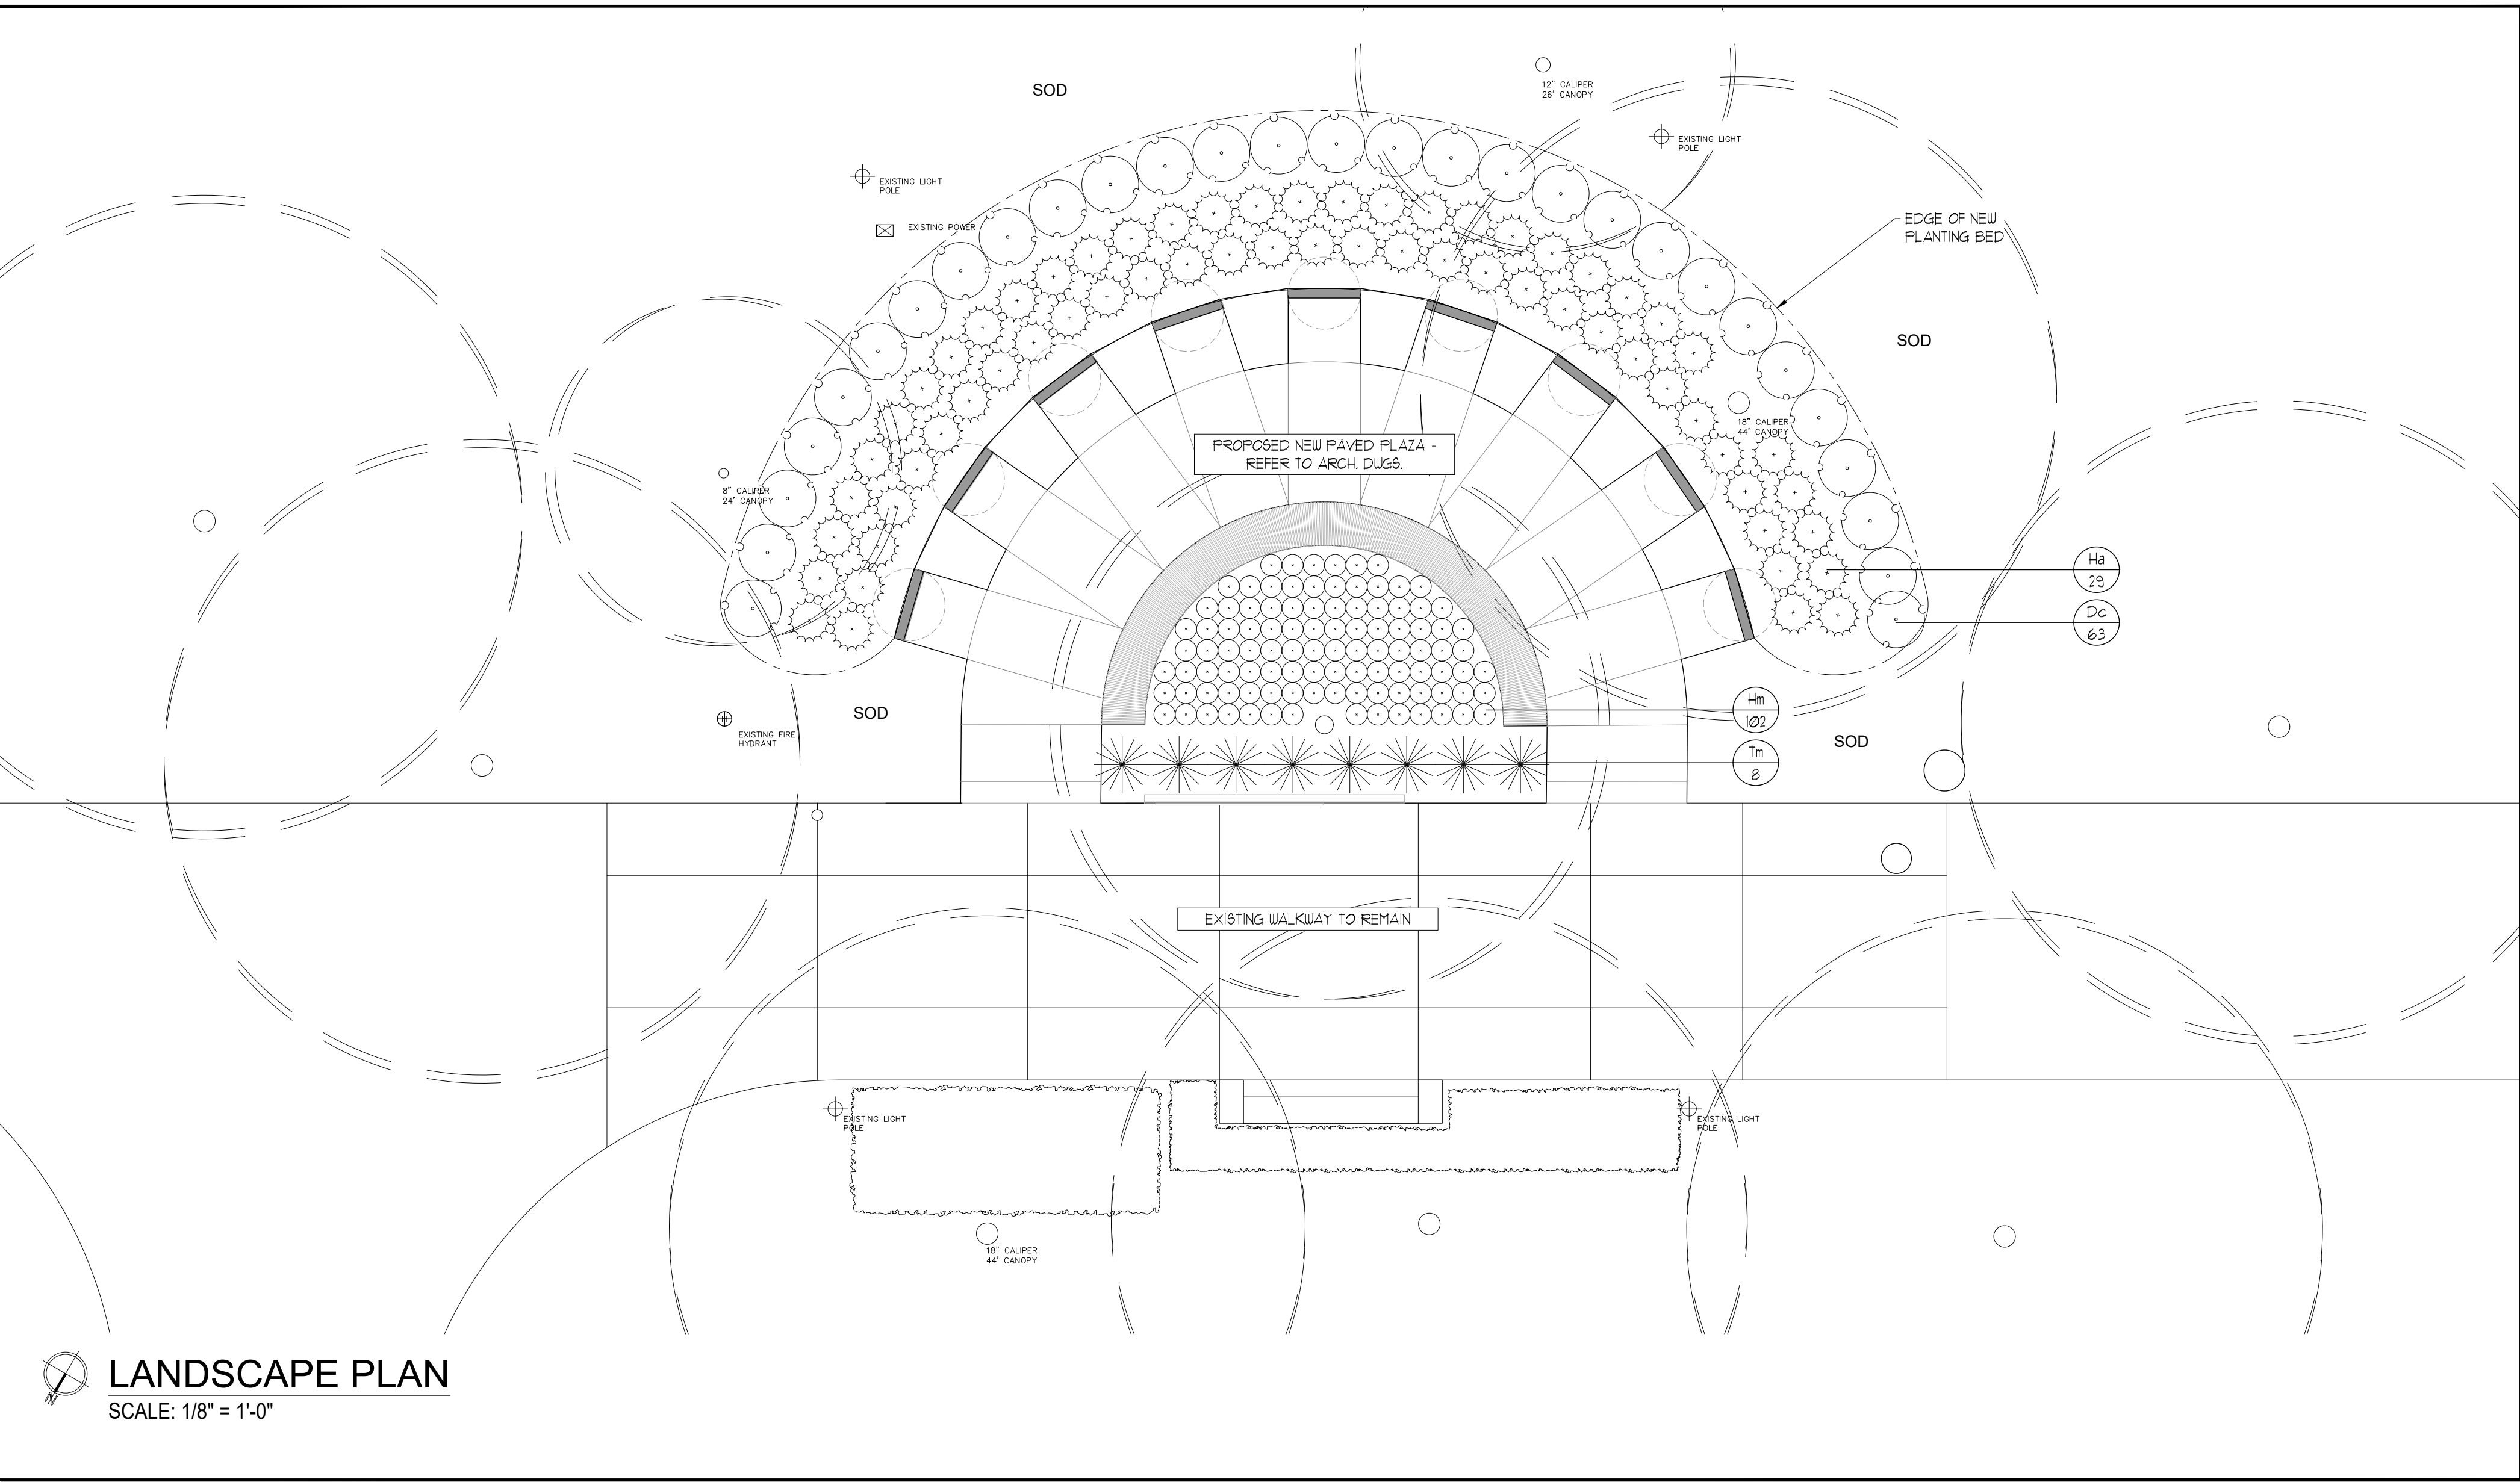 SOD
12" CALIPER
26' CANOPY
EXISTING LIGHT
POLE
EXISTING LIGHT
POLE
EXISTING POWER
EDGE OF NEW
PLANTING BED
SOD
18" CALIPER
44' CANOPY
PROPOSED NEW PAVED PLAZA -
REFER TO ARCH. DWGS.
8" CALIPER
24' CANOPY
Ha
29
Dc
63
Hm
102
Tm
8
SOD
H
EXISTING FIRE
HYDRANT
SOD
EXISTING WALKWAY TO REMAIN
EXISTING LIGHT
POLE
EXISTING LIGHT
POLE
18" CALIPER
44' CANOPY
N
LANDSCAPE PLAN
SCALE: 1/8" = 1'-0"